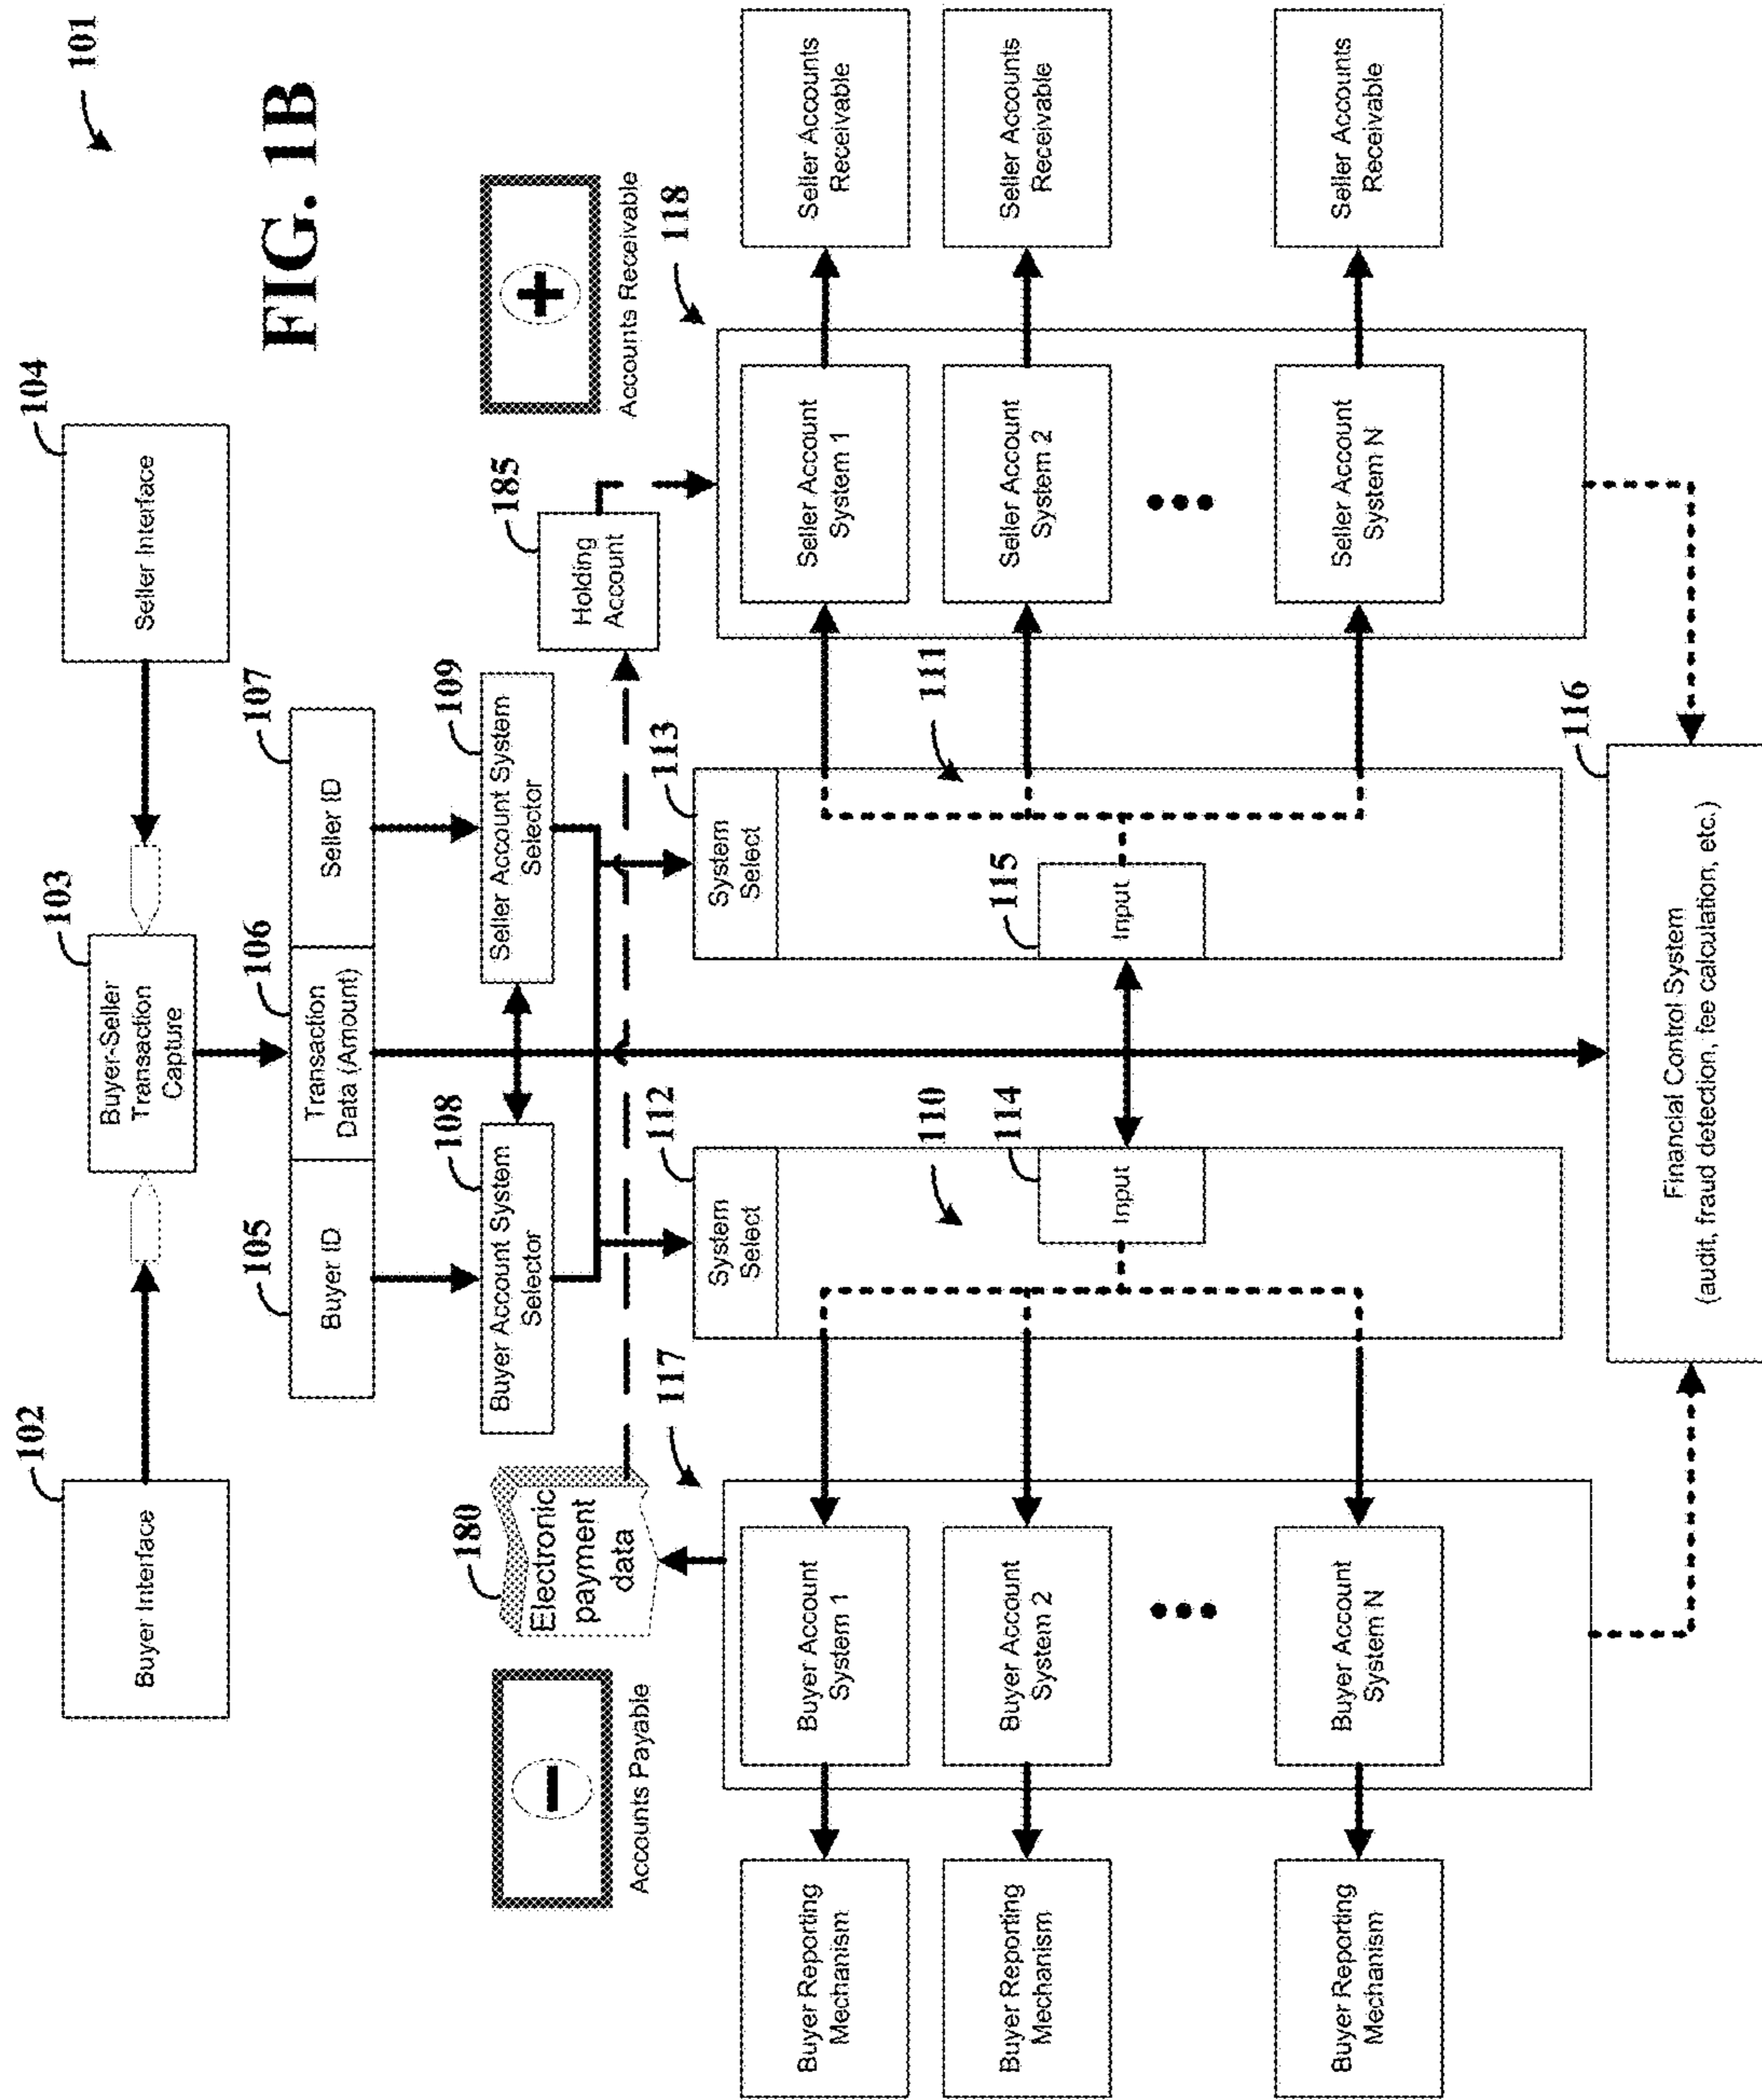 101
FIG. 1B
102
Buyer Interface
103
Buyer-Seller
Transaction
Capture
104
Seller Interface
105
Buyer ID
106
Transaction
Data (Amount)
107
Seller ID
108
Buyer Account System
Selector
109
Seller Account System
Selector
Accounts Payable
180
Electronic
payment
data
185
Holding
Account
Accounts Receivable
117
112
System
Select
110
114
Input
113
System
Select
111
115
Input
118
Buyer Reporting
Mechanism
Buyer Account
System 1
Seller Account
System 1
Seller Accounts
Receivable
Buyer Reporting
Mechanism
Buyer Account
System 2
Seller Account
System 2
Seller Accounts
Receivable
Buyer Reporting
Mechanism
Buyer Account
System N
Seller Account
System N
Seller Accounts
Receivable
116
Financial Control System
(audit, fraud detection, fee calculation, etc.)